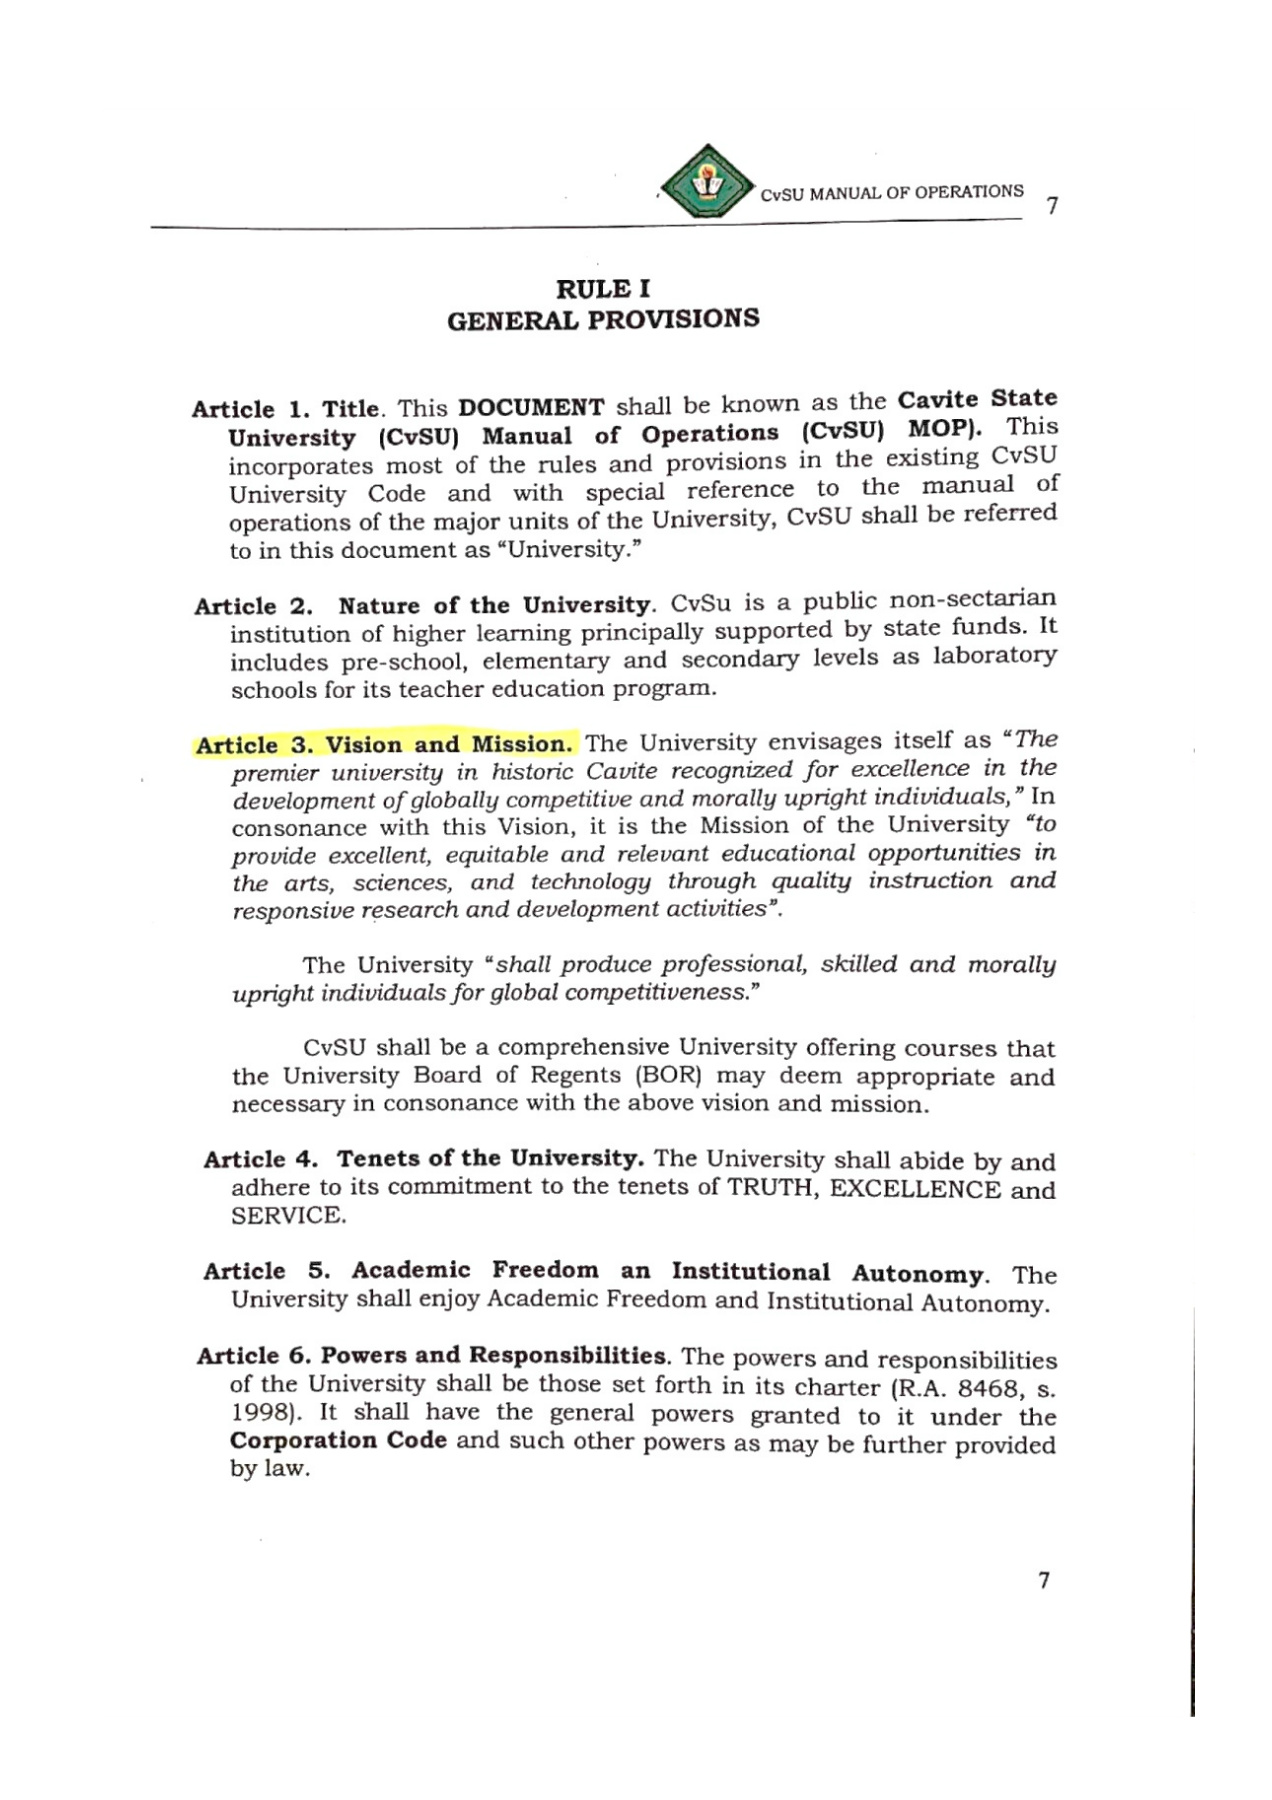 CvSU MANUAL OF OPERATIONS 7
RULE I
GENERAL PROVISIONS
Article 1. Title. This DOCUMENT shall be known as the Cavite State
University (CvSU) Manual of Operations (CvSU) MOP). This
incorporates most of the rules and provisions in the existing CvSU
University Code and with special reference to the manual of
operations of the major units of the University, CvSU shall be referred
to in this document as “University.”
Article 2. Nature of the University. CvSu is a public non-sectarian
institution of higher learning principally supported by state funds. It
includes pre-school, elementary and secondary levels as laboratory
schools for its teacher education program.
Article 3. Vision and Mission. The University envisages itself as “The
premier university in historic Cavite recognized for excellence in the
development of globally competitive and morally upright individuals,” In
consonance with this Vision, it is the Mission of the University “to
provide excellent, equitable and relevant educational opportunities in
the arts, sciences, and technology through quality instruction and
responsive research and development activities”.
The University “shall produce professional, skilled and morally
upright individuals for global competitiveness.”
CvSU shall be a comprehensive University offering courses that
the University Board of Regents (BOR) may deem appropriate and
necessary in consonance with the above vision and mission.
Article 4. Tenets of the University. The University shall abide by and
adhere to its commitment to the tenets of TRUTH, EXCELLENCE and
SERVICE.
Article 5. Academic Freedom an Institutional Autonomy. The
University shall enjoy Academic Freedom and Institutional Autonomy.
Article 6. Powers and Responsibilities. The powers and responsibilities
of the University shall be those set forth in its charter (R.A. 8468, s.
1998). It shall have the general powers granted to it under the
Corporation Code and such other powers as may be further provided
by law.
7